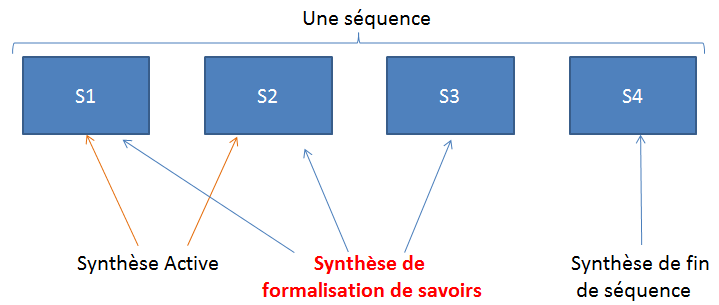 Une séquence
S1
S2
S3
S4
Synthèse Active
Synthèse de
formalisation de savoirs
Synthèse de fin
de séquence